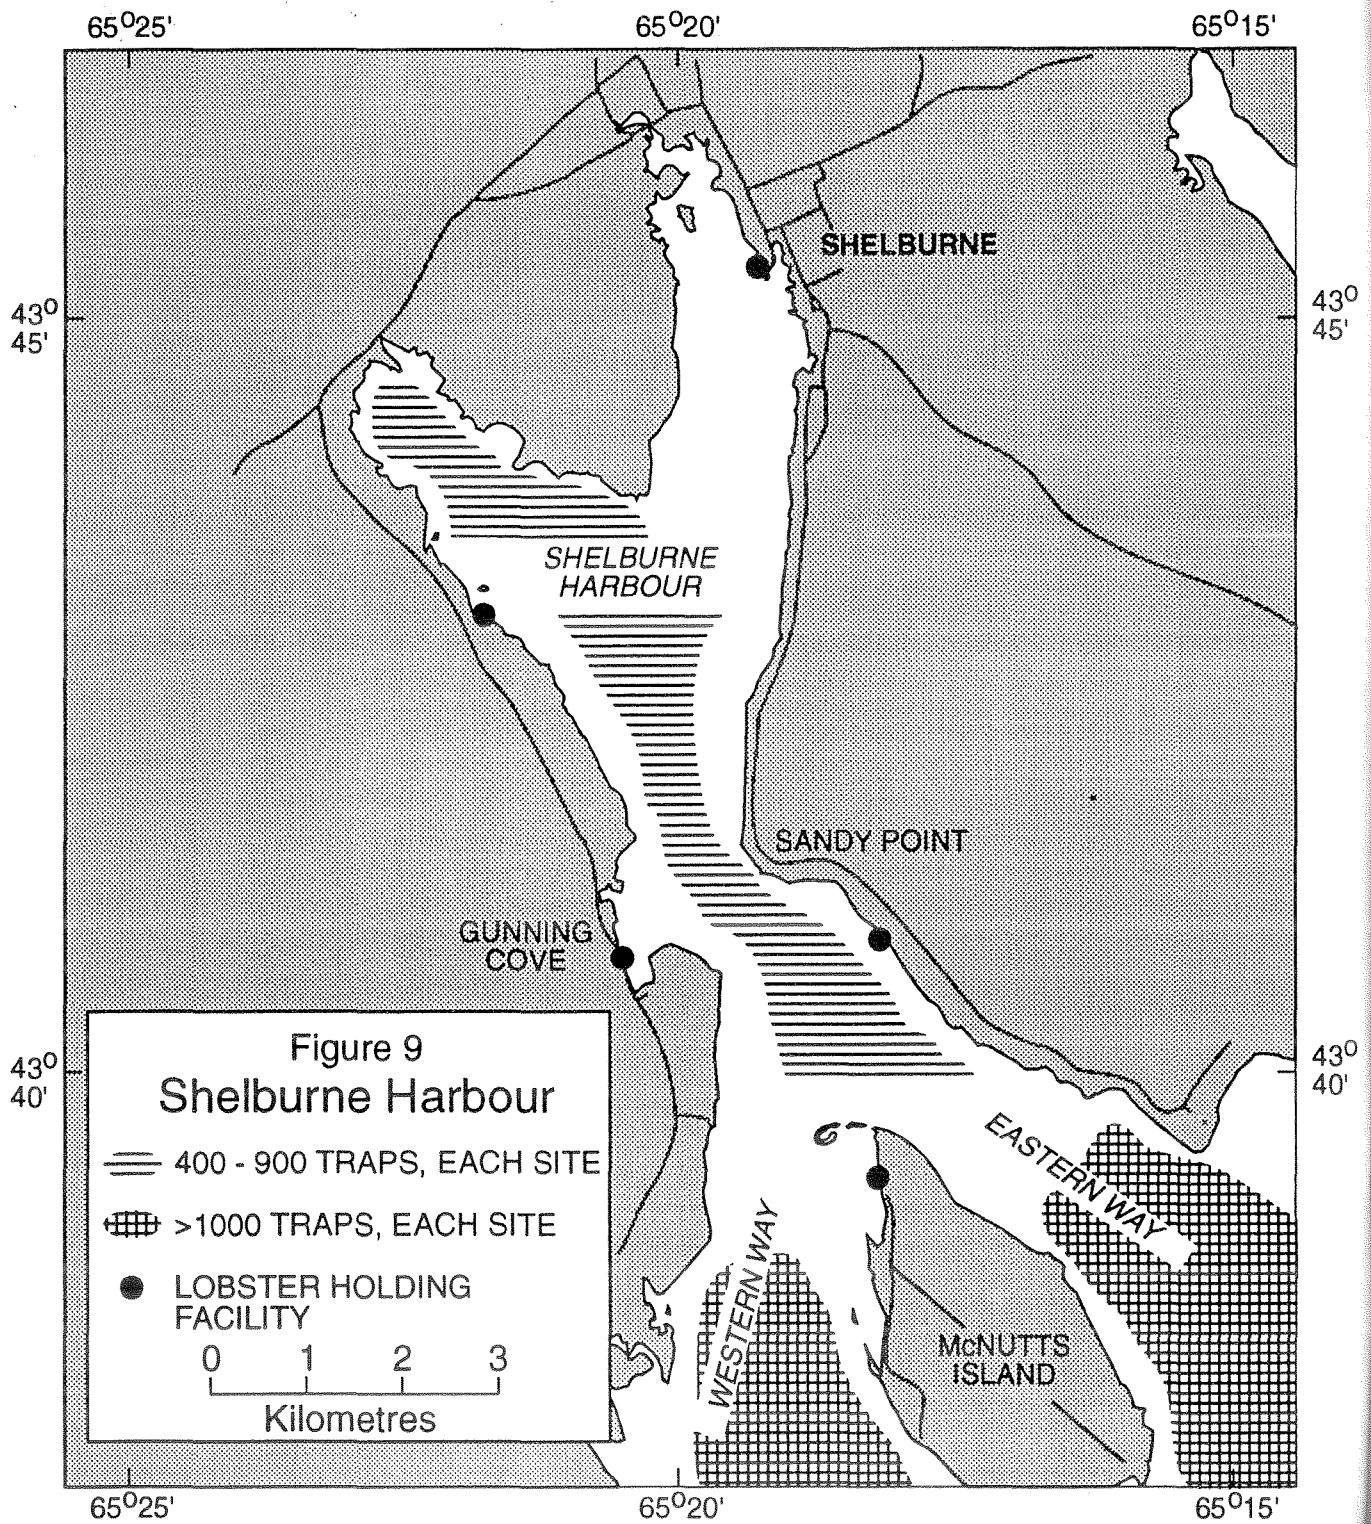 65°25' 65°20' 65°15'
SHELBURNE
43°
45'
43°
45'
SHELBURNE
HARBOUR
SANDY POINT
GUNNING
COVE
43°
40'
43°
40'
Figure 9
Shelburne Harbour
400 - 900 TRAPS, EACH SITE
>1000 TRAPS, EACH SITE
LOBSTER HOLDING
FACILITY
0 1 2 3
Kilometres
EASTERN WAY
WESTERN WAY
McNUTTS
ISLAND
65°25' 65°20' 65°15'